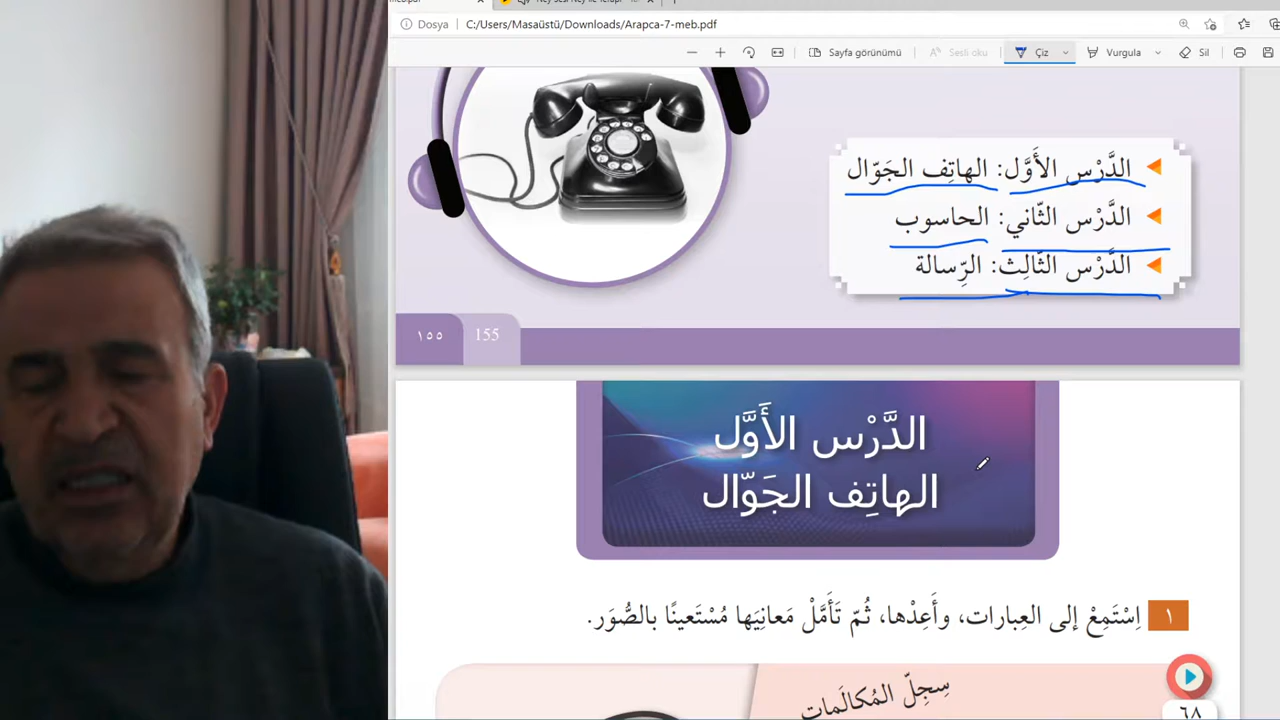 Dosya C:/Users/Masaüstü/Downloads/Arapca-7-meb.pdf
Sayfa görünümü Sesli oku Çiz Vurgula Sil
الدَّرْس الأَوَّل: الهاتِف الجَوّال
الدَّرْس الثّاني: الحاسوب
الدَّرْس الثّالِث: الرِّسالة
١٥٥ 155
الدَّرْس الأَوَّل
الهاتِف الجَوّال
١ اِسْتَمِعْ إلى العِبارات، وأَعِدْها، ثُمّ تَأَمَّلْ مَعانِيَها مُسْتَعينًا بالصُّوَر.
سِجِلّ المُكالَمات
٦٨